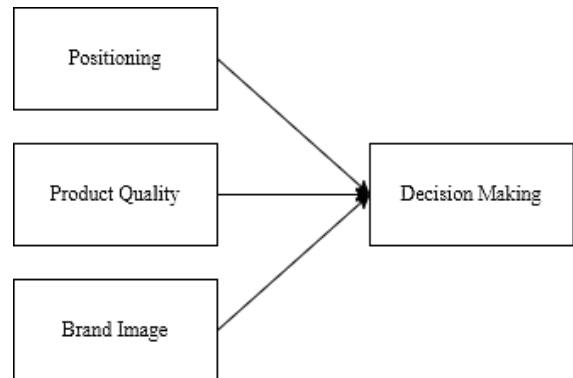 Positioning
Product Quality
Decision Making
Brand Image